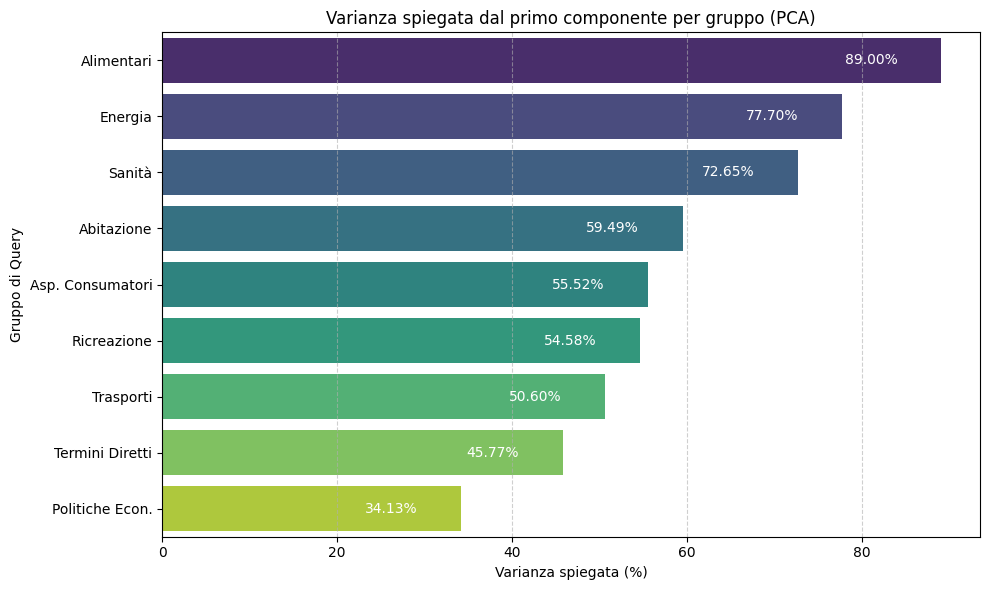 Varianza spiegata dal primo componente per gruppo (PCA)
Gruppo di Query
Alimentari 89.00%
Energia 77.70%
Sanità 72.65%
Abitazione 59.49%
Asp. Consumatori 55.52%
Ricreazione 54.58%
Trasporti 50.60%
Termini Diretti 45.77%
Politiche Econ. 34.13%
0 20 40 60 80
Varianza spiegata (%)